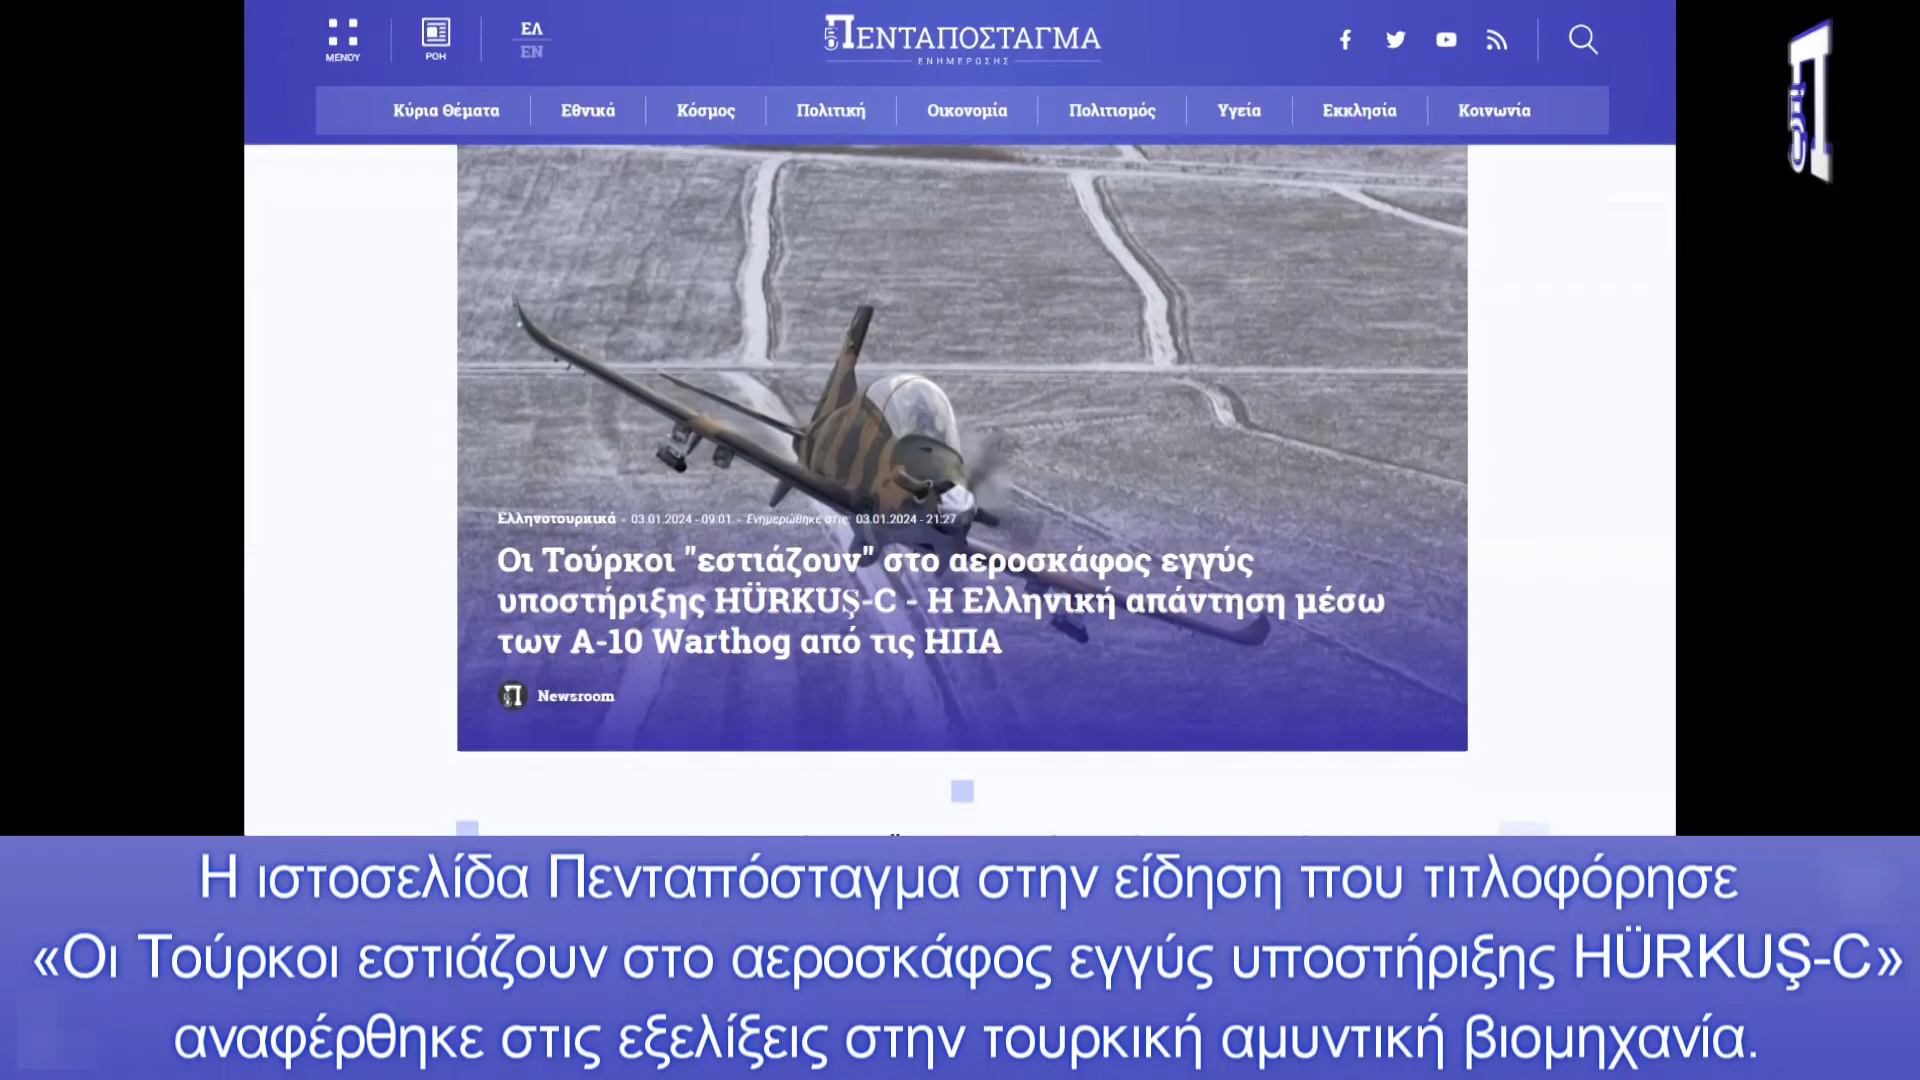 ΜΕΝΟΥ
ΡΟΗ
ΕΛ
EN
ΠΕΝΤΑΠΟΣΤΑΓΜΑ
ΕΝΗΜΕΡΩΣΗΣ
Κύρια Θέματα
Εθνικά
Κόσμος
Πολιτική
Οικονομία
Πολιτισμός
Υγεία
Εκκλησία
Κοινωνία
Ελληνοτουρκικά - 03.01.2024 - 09:01 - Ενημερώθηκε στις: 03.01.2024 - 21:27
Οι Τούρκοι "εστιάζουν" στο αεροσκάφος εγγύς
υποστήριξης HÜRKUŞ-C - Η Ελληνική απάντηση μέσω
των A-10 Warthog από τις ΗΠΑ
Newsroom
Η ιστοσελίδα Πενταπόσταγμα στην είδηση που τιτλοφόρησε
«Οι Τούρκοι εστιάζουν στο αεροσκάφος εγγύς υποστήριξης HÜRKUŞ-C»
αναφέρθηκε στις εξελίξεις στην τουρκική αμυντική βιομηχανία.